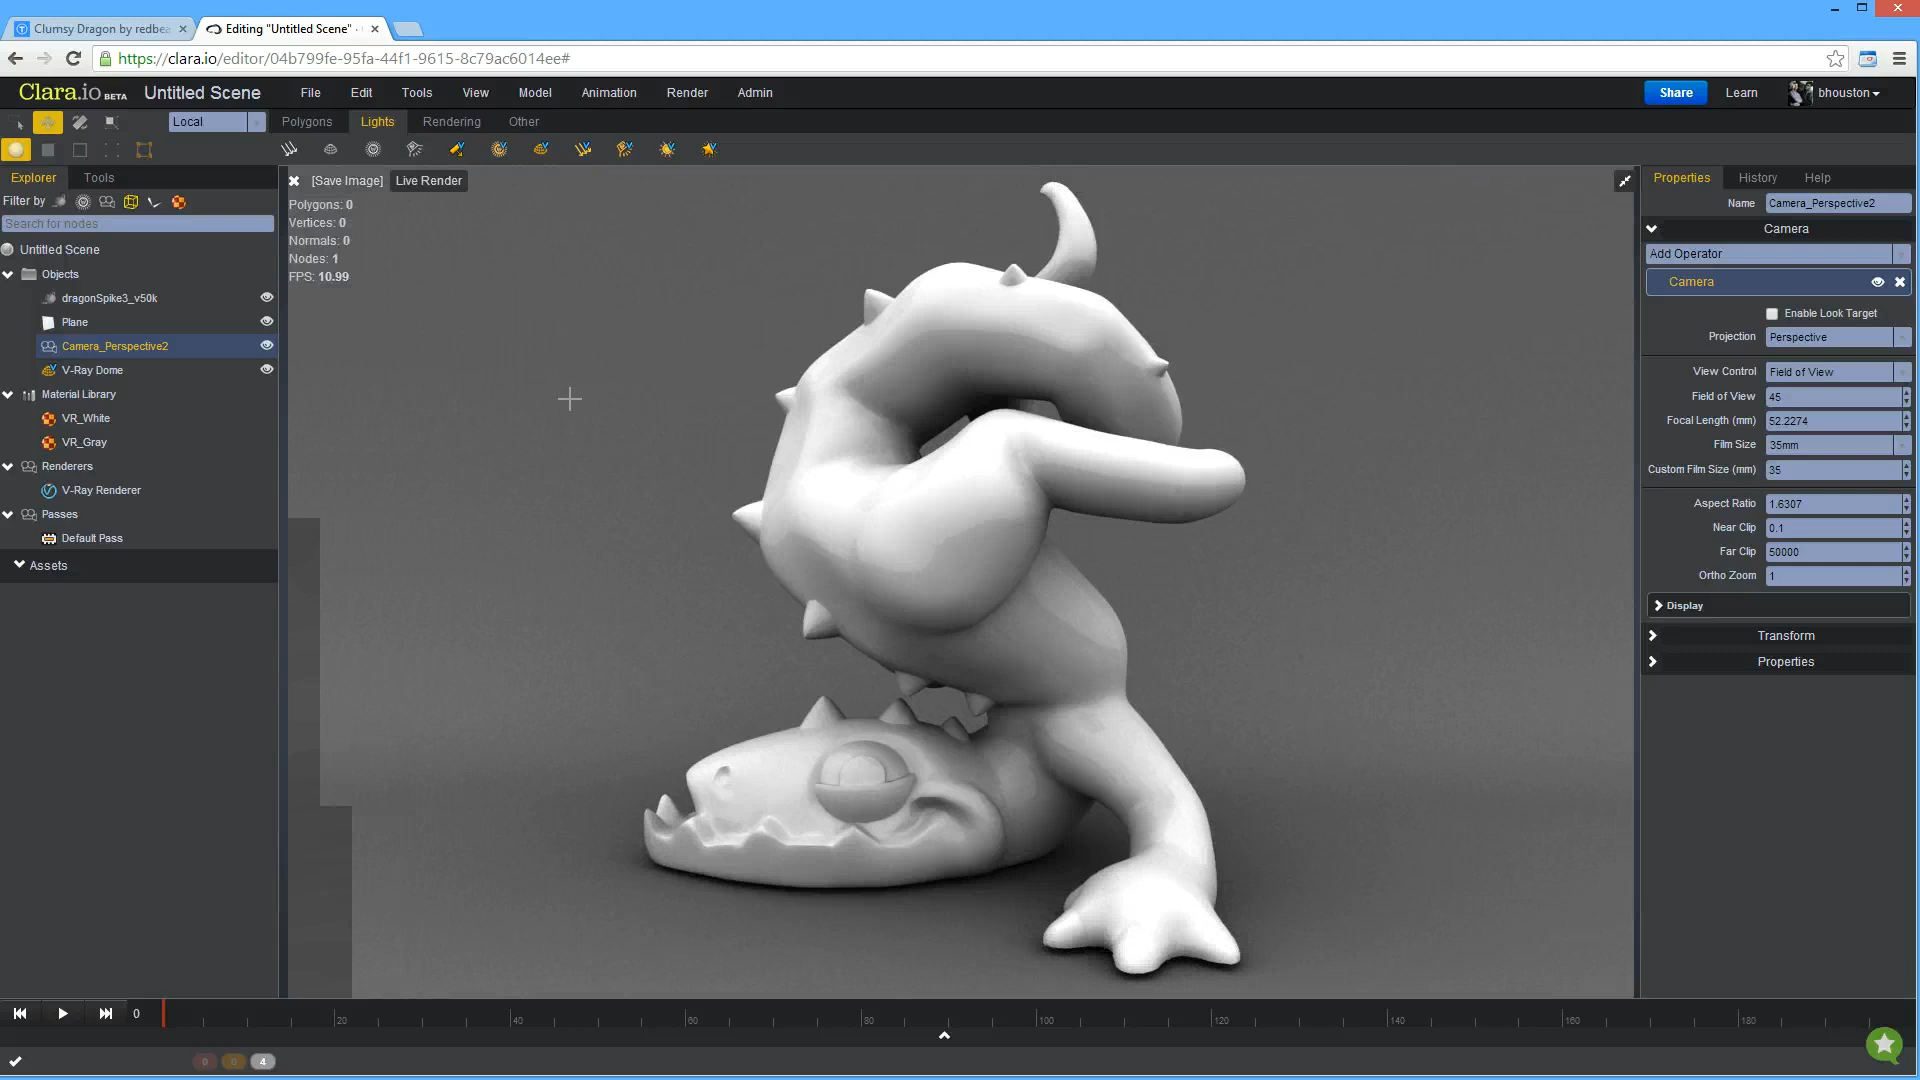 Clumsy Dragon by redbea
Editing "Untitled Scene" -
https://clara.io/editor/04b799fe-95fa-44f1-9615-8c79ac6014ee#
Clara.io BETA Untitled Scene File Edit Tools View Model Animation Render Admin Share Learn bhouston
Local Polygons Lights Rendering Other
Explorer Tools
Filter by
Search for nodes
Untitled Scene
Objects
dragonSpike3_v50k
Plane
Camera_Perspective2
V-Ray Dome
Material Library
VR_White
VR_Gray
Renderers
V-Ray Renderer
Passes
Default Pass
Assets
[Save Image] Live Render
Polygons: 0
Vertices: 0
Normals: 0
Nodes: 1
FPS: 10.99
Properties History Help
Name Camera_Perspective2
Camera
Add Operator
Camera
Enable Look Target
Projection Perspective
View Control Field of View
Field of View 45
Focal Length (mm) 52.2274
Film Size 35mm
Custom Film Size (mm) 35
Aspect Ratio 1.6307
Near Clip 0.1
Far Clip 50000
Ortho Zoom 1
Display
Transform
Properties
0 20 40 60 80 100 120 140 160 180
0 0 4